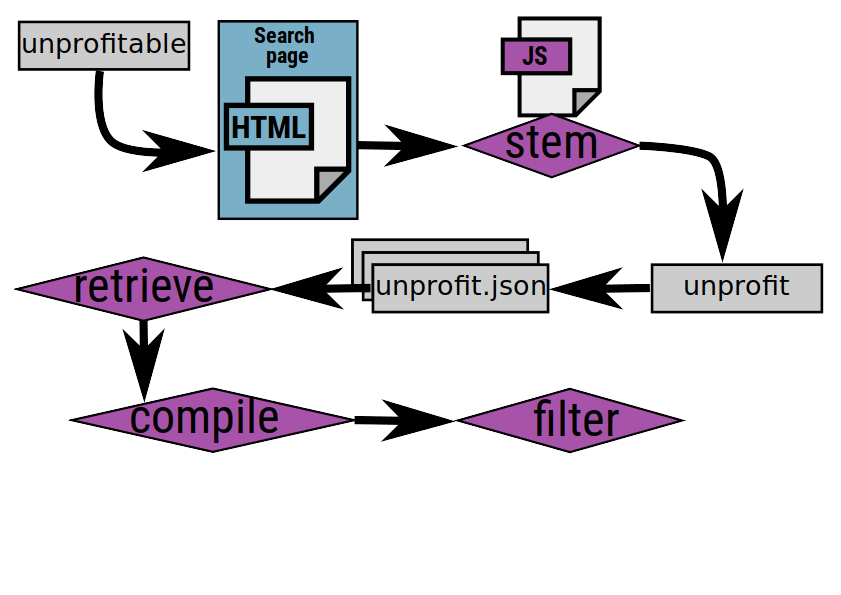 unprofitable
Search
page
HTML
JS
stem
retrieve
unprofit.json
unprofit
compile
filter